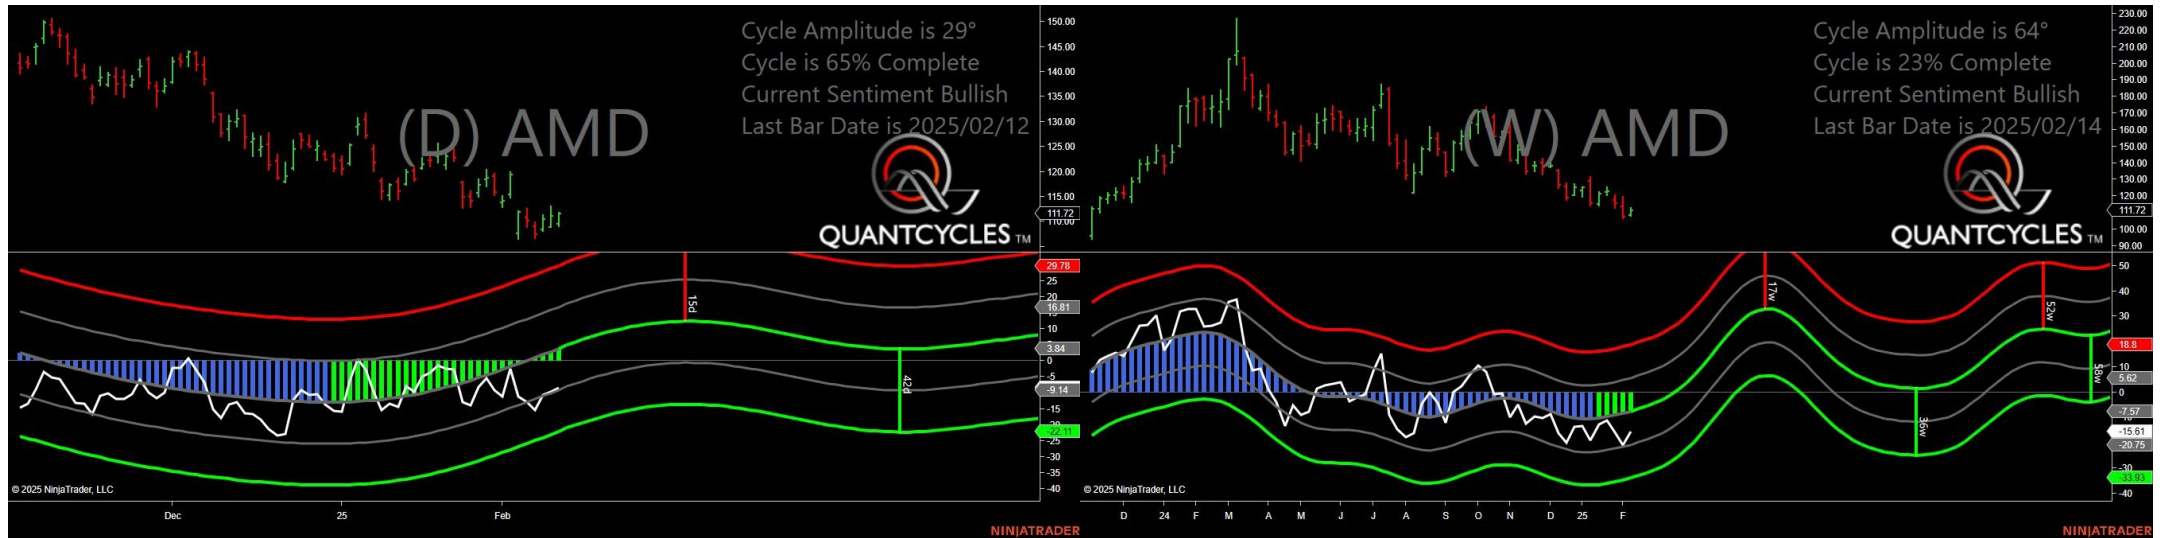 Cycle Amplitude is 29°
Cycle is 65% Complete
Current Sentiment Bullish
Last Bar Date is 2025/02/12
(D) AMD
QUANTCYCLES TM
150.00
145.00
140.00
135.00
130.00
125.00
120.00
115.00
111.72
110.00
29.78
25
20
16.81
10
3.84
0
-5
-9.14
-15
-20
-22.11
-25
-30
-35
-40
15d
42d
© 2025 NinjaTrader, LLC
Dec
25
Feb
NINJATRADER
Cycle Amplitude is 64°
Cycle is 23% Complete
Current Sentiment Bullish
Last Bar Date is 2025/02/14
(W) AMD
QUANTCYCLES TM
230.00
220.00
210.00
200.00
190.00
180.00
170.00
160.00
150.00
140.00
130.00
120.00
111.72
100.00
90.00
50
30
18.8
10
5.62
0
-7.57
-15.61
-20.75
-30
-33.93
-40
17w
36w
52w
58w
© 2025 NinjaTrader, LLC
D
24
F
M
A
M
J
J
A
S
O
N
D
25
F
NINJATRADER